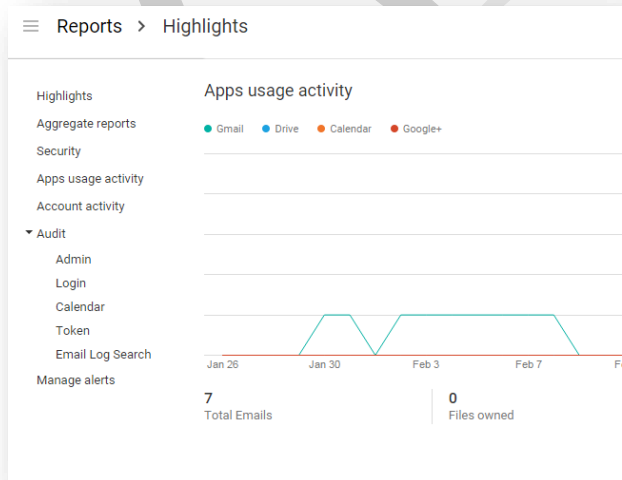 Reports > Highlights
Highlights
Aggregate reports
Security
Apps usage activity
Account activity
Audit
Admin
Login
Calendar
Token
Email Log Search
Manage alerts
Apps usage activity
Gmail Drive Calendar Google+
Jan 26 Jan 30 Feb 3 Feb 7
7
Total Emails
0
Files owned